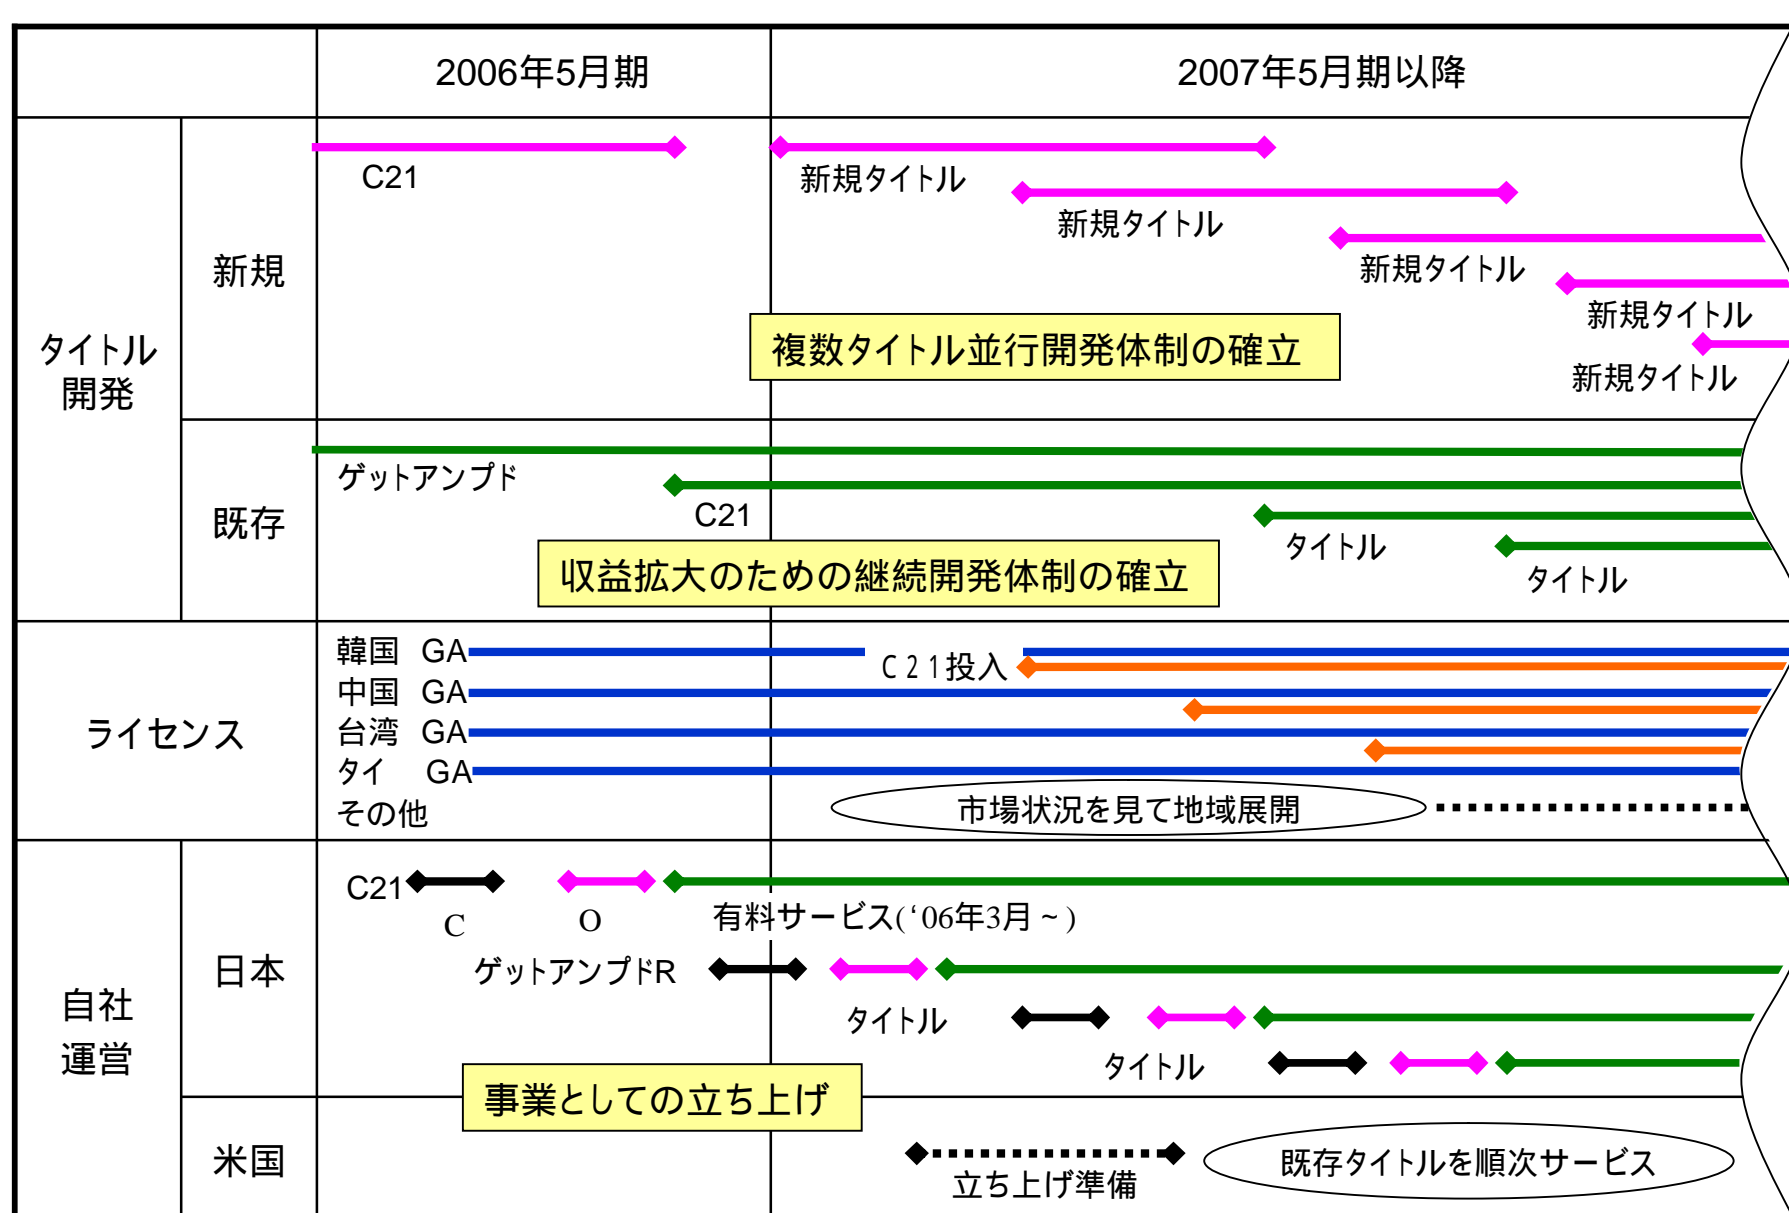 2006年5月期
2007年5月期以降
タイトル
開発
新規
C21
新規タイトル
新規タイトル
新規タイトル
新規タイトル
新規タイトル
複数タイトル並行開発体制の確立
既存
ゲットアンプド
C21
タイトル
タイトル
収益拡大のための継続開発体制の確立
ライセンス
韓国 GA
C21投入
中国 GA
台湾 GA
タイ GA
その他
市場状況を見て地域展開
自社
運営
日本
C21
C
O
有料サービス(‘06年3月~)
ゲットアンプドR
タイトル
タイトル
事業としての立ち上げ
米国
立ち上げ準備
既存タイトルを順次サービス